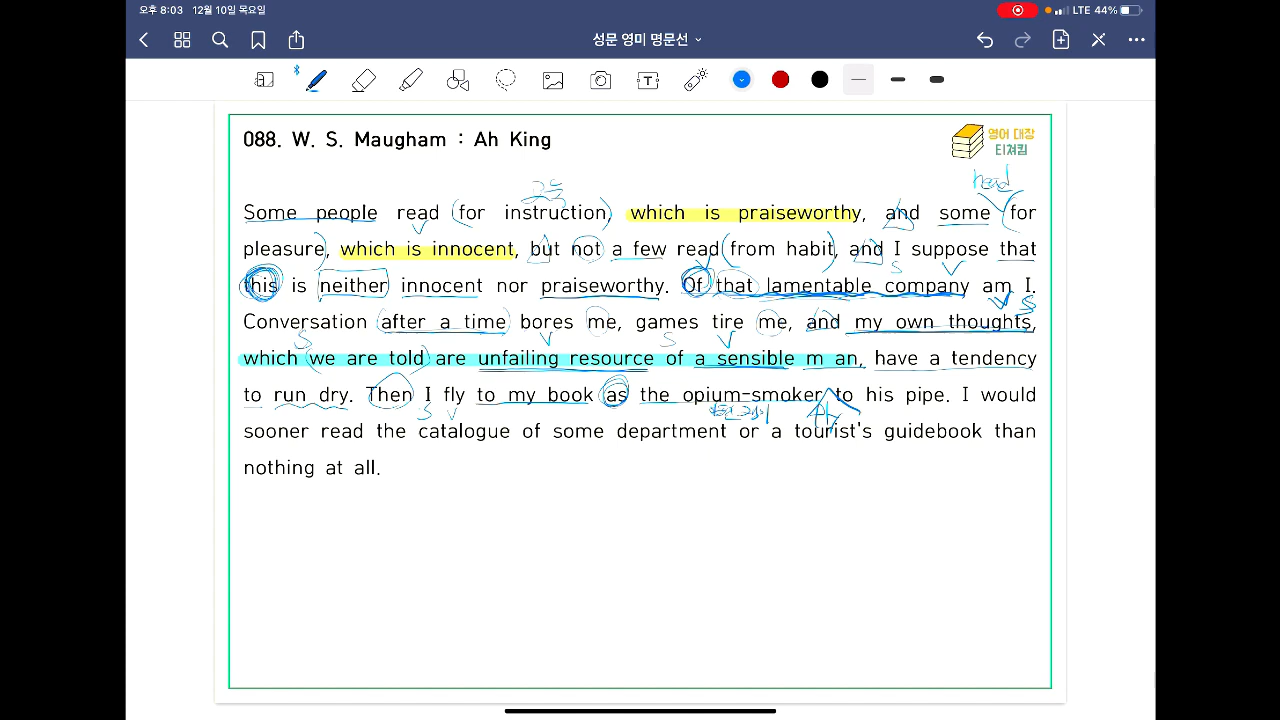 오후 8:03 12월 10일 목요일
LTE 44%
성문 영미 명문선
T
088. W. S. Maugham : Ah King
영어 대장
티쳐킴
read
Some people read (for instruction, which is praiseworthy, and some for
pleasure), which is innocent, but not a few read (from habit), and I suppose that
S V
this is neither innocent nor praiseworthy. Of that lamentable company am I.
V S
Conversation (after a time) bores me, games tire me, and my own thoughts,
S V S V
which (we are told) are unfailing resource of a sensible m an, have a tendency
to run dry. Then I fly to my book as the opium-smoker to his pipe. I would
S V
sooner read the catalogue of some department or a tourist's guidebook than
nothing at all.